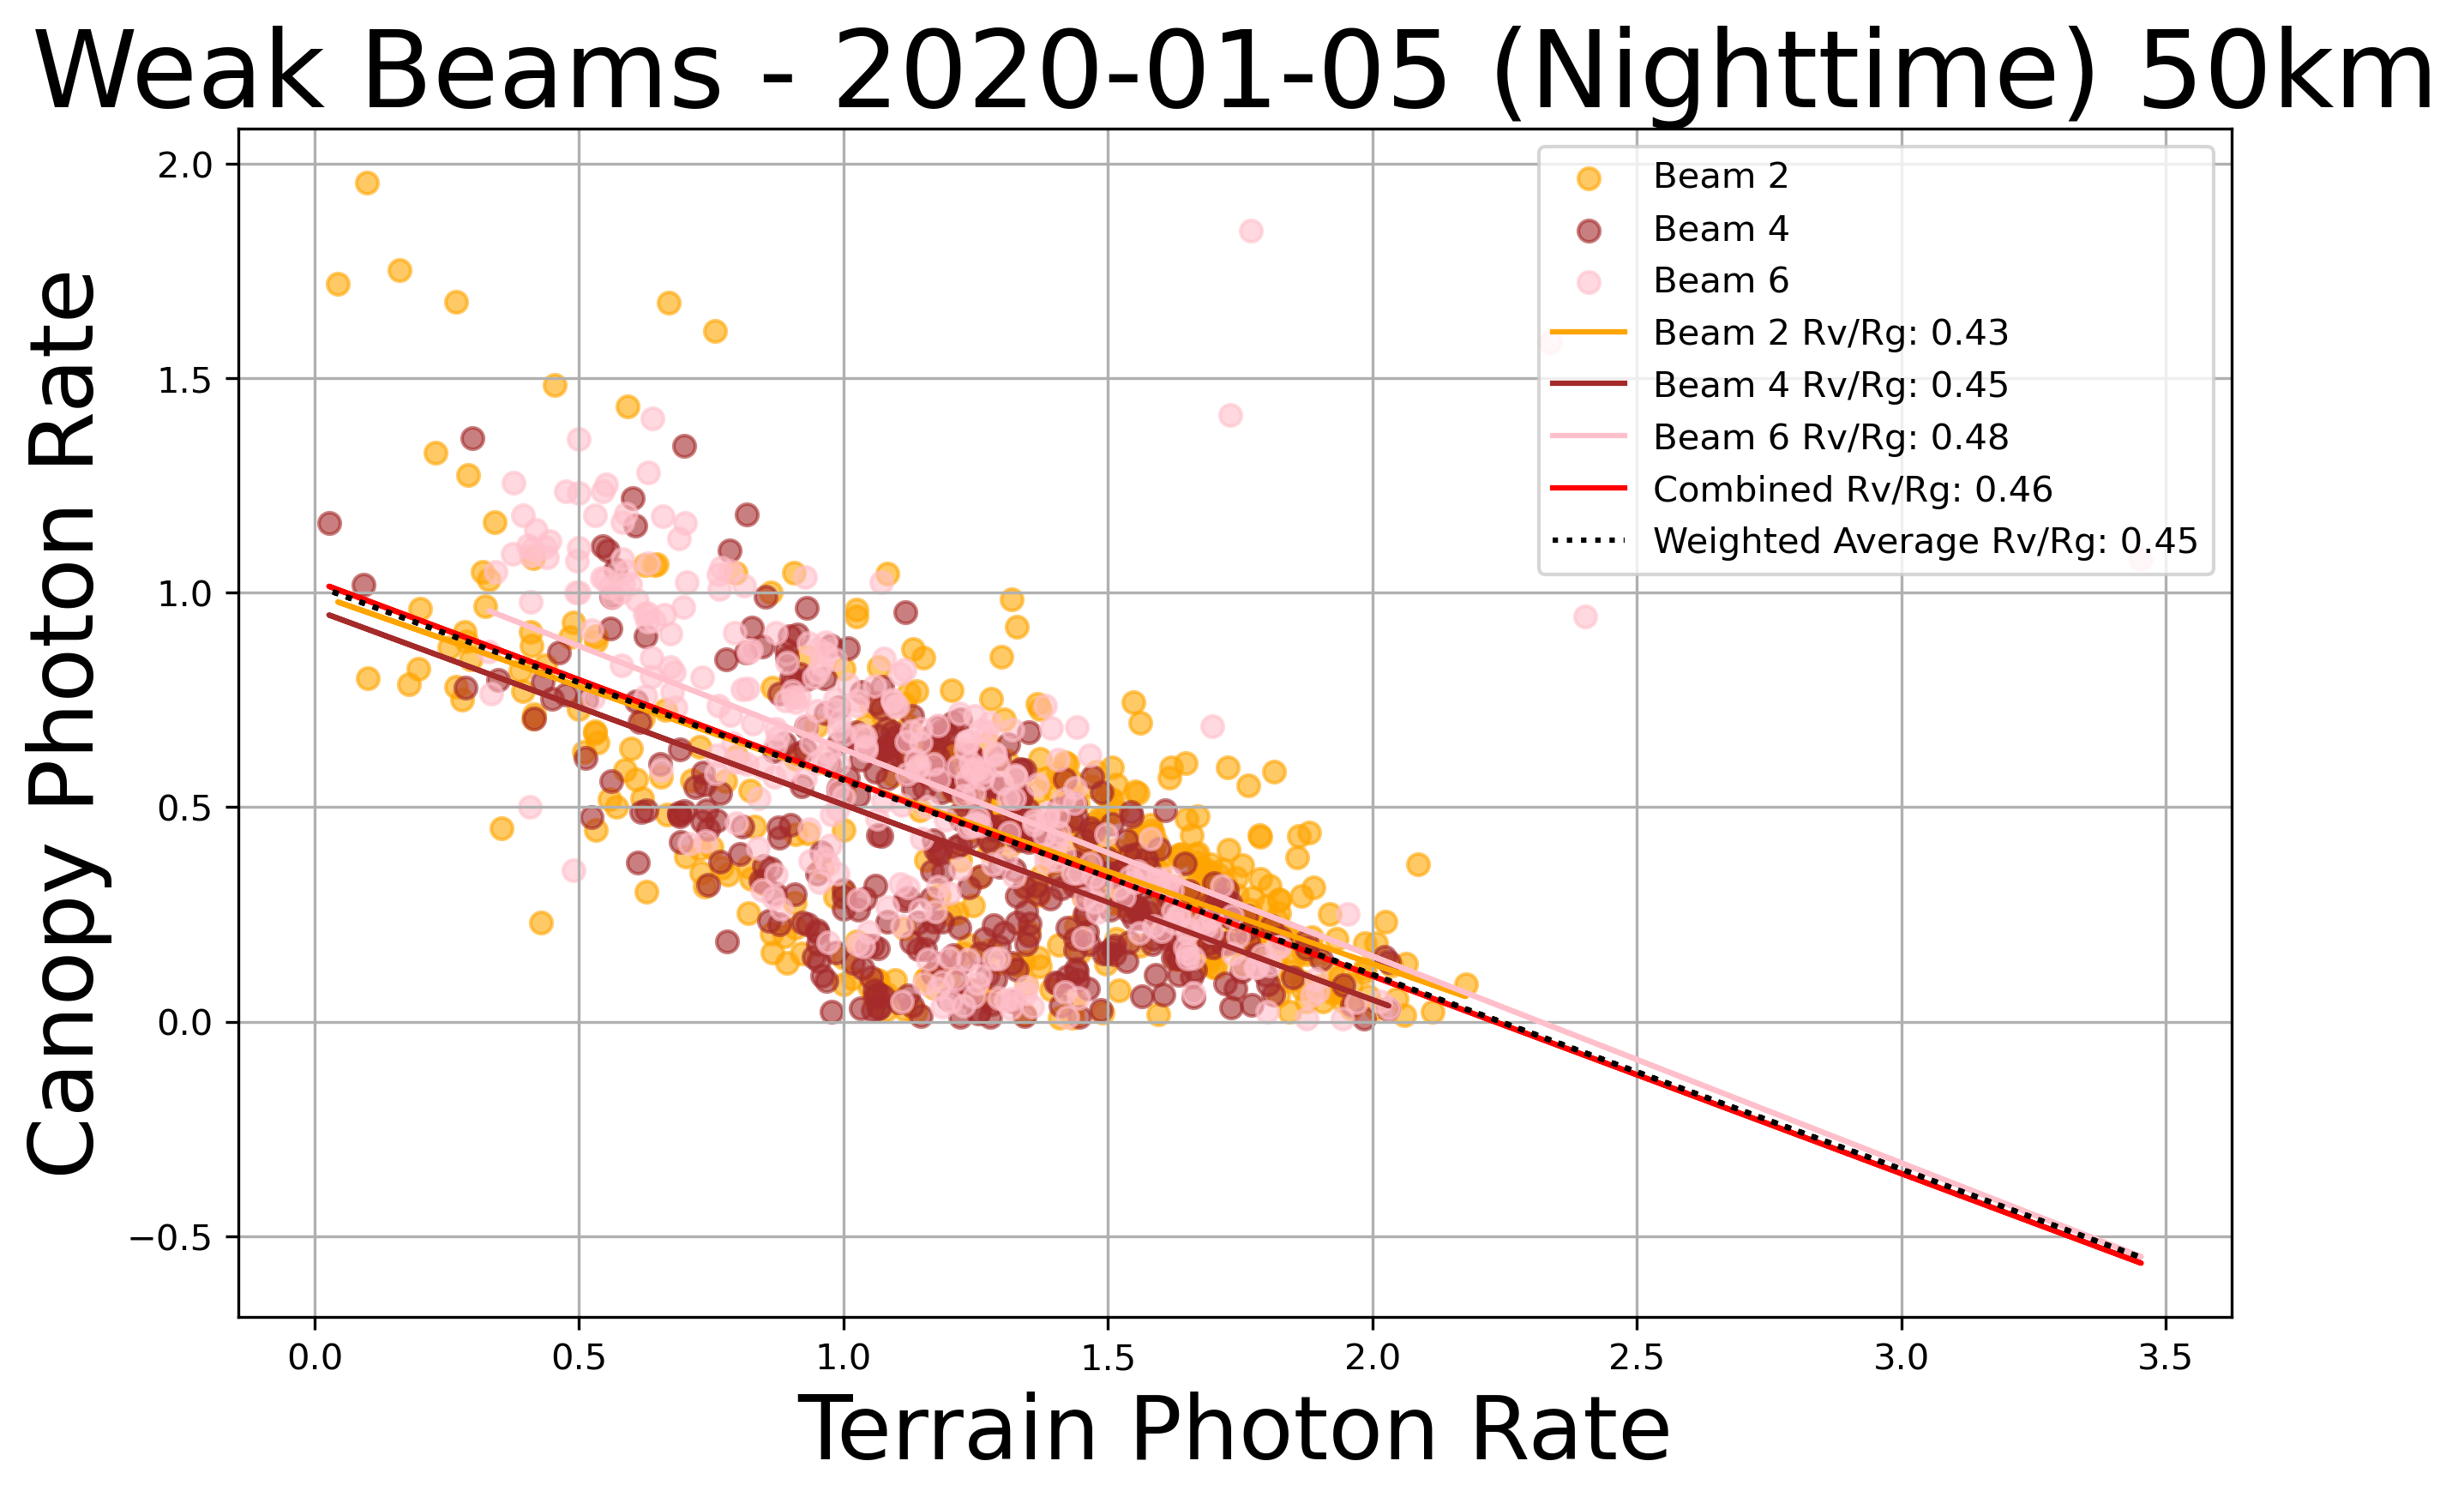 Weak Beams - 2020-01-05 (Nighttime) 50km
Canopy Photon Rate
2.0
1.5
1.0
0.5
0.0
−0.5
Beam 2
Beam 4
Beam 6
Beam 2 Rv/Rg: 0.43
Beam 4 Rv/Rg: 0.45
Beam 6 Rv/Rg: 0.48
Combined Rv/Rg: 0.46
Weighted Average Rv/Rg: 0.45
0.0 0.5 1.0 1.5 2.0 2.5 3.0 3.5
Terrain Photon Rate